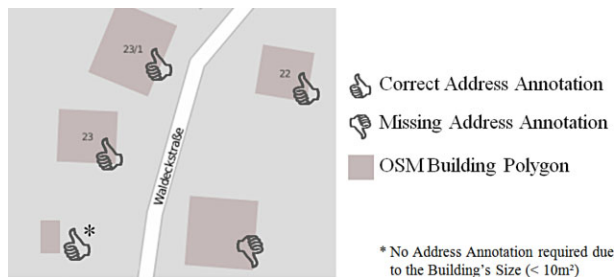 23/1
22
23
Waldeckstraße
*
Correct Address Annotation
Missing Address Annotation
OSM Building Polygon
* No Address Annotation required due
to the Building's Size (< 10m²)